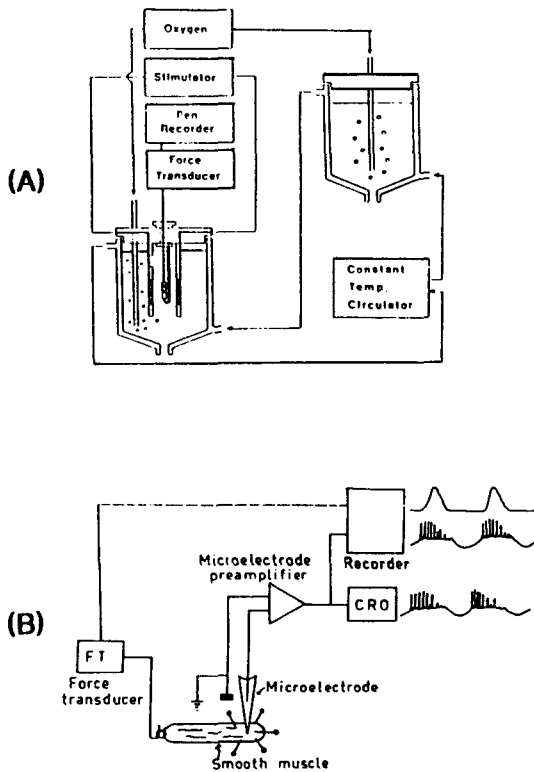 Oxygen
Stimulator
Pen
Recorder
Force
Transducer
(A)
Constant
Temp.
Circulator
Recorder
Microelectrode
preamplifier
CRO
(B)
FT
Force
transducer
Microelectrode
Smooth muscle